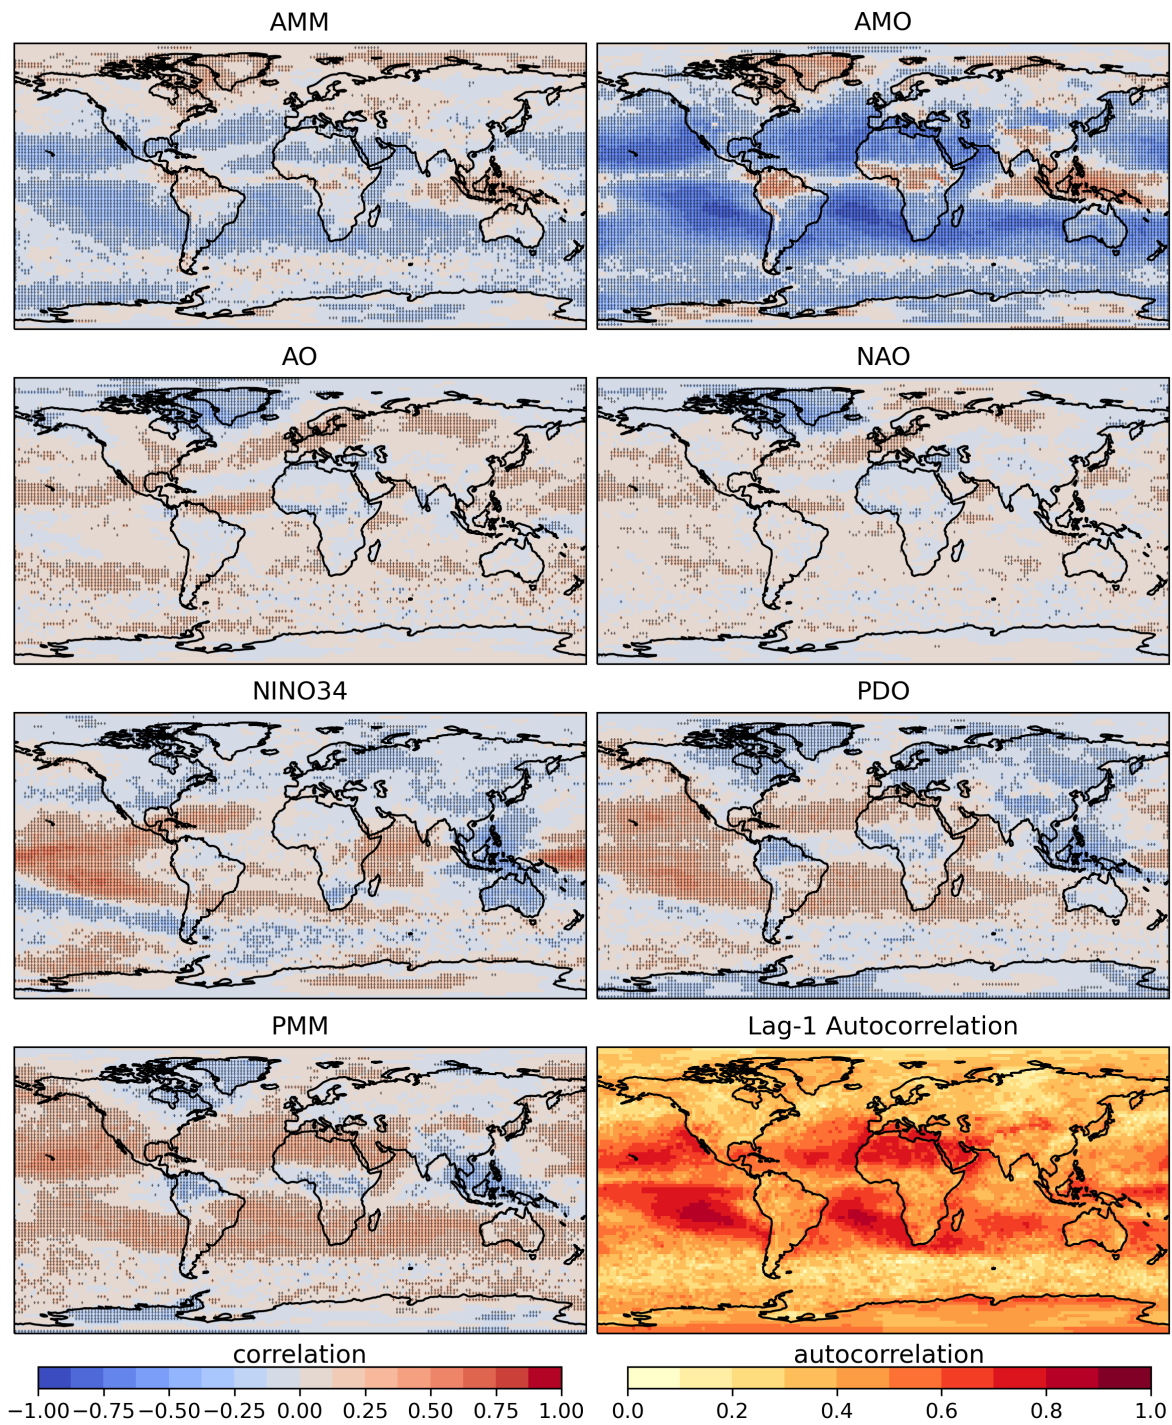 AMM AMO
AO NAO
NINO34 PDO
PMM Lag-1 Autocorrelation
correlation autocorrelation
−1.00 −0.75 −0.50 −0.25 0.00 0.25 0.50 0.75 1.00 0.0 0.2 0.4 0.6 0.8 1.0